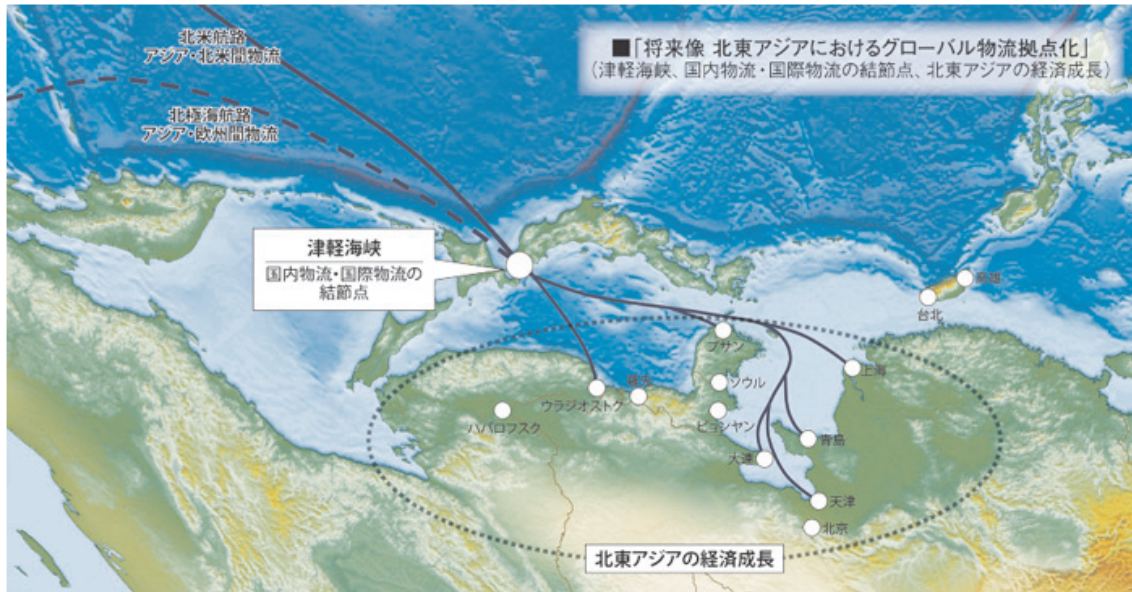 北米航路
アジア・北米間物流
■「将来像 北東アジアにおけるグローバル物流拠点化」
(津軽海峡、国内物流・国際物流の結節点、北東アジアの経済成長)
北極海航路
アジア・欧州間物流
津軽海峡
国内物流・国際物流の
結節点
高雄
台北
プサン
上海
ソウル
ウラジオストク
ハバロフスク
ピョンヤン
青島
大連
天津
北京
北東アジアの経済成長